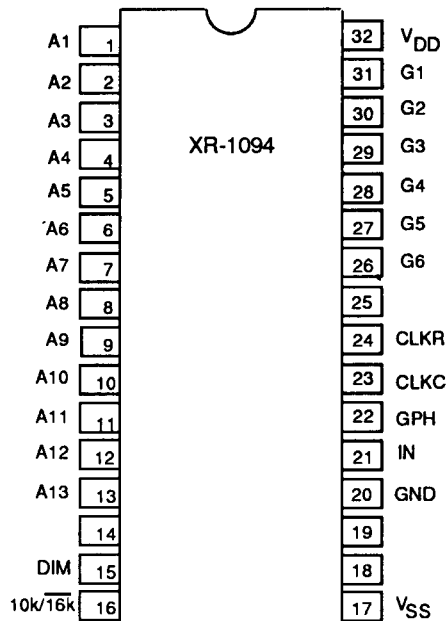 A1 1
A2 2
A3 3
A4 4
A5 5
A6 6
A7 7
A8 8
A9 9
A10 10
A11 11
A12 12
A13 13
14
DIM 15
10k/16k 16
XR-1094
32 VDD
31 G1
30 G2
29 G3
28 G4
27 G5
26 G6
25
24 CLKR
23 CLKC
22 GPH
21 IN
20 GND
19
18
17 VSS